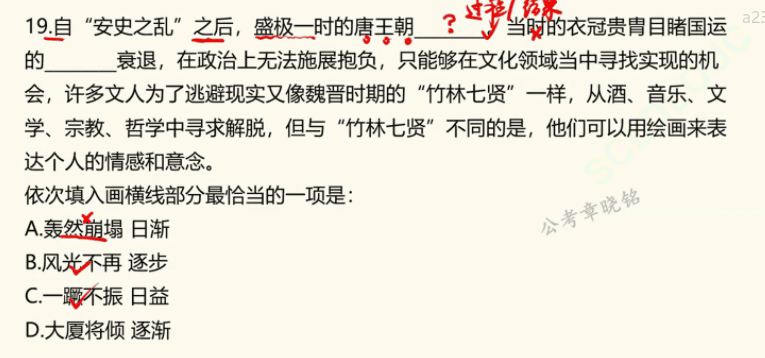 过程/结果
a23
19.自“安史之乱”之后，盛极一时的唐王朝？________，当时的衣冠贵胄目睹国运
的_______衰退，在政治上无法施展抱负，只能够在文化领域当中寻找实现的机
会，许多文人为了逃避现实又像魏晋时期的“竹林七贤”一样，从酒、音乐、文
学、宗教、哲学中寻求解脱，但与“竹林七贤”不同的是，他们可以用绘画来表
达个人的情感和意念。
依次填入画横线部分最恰当的一项是：
公考章晓铭
A.轰然崩塌 日渐
B.风光不再 逐步
C.一蹶不振 日益
D.大厦将倾 逐渐